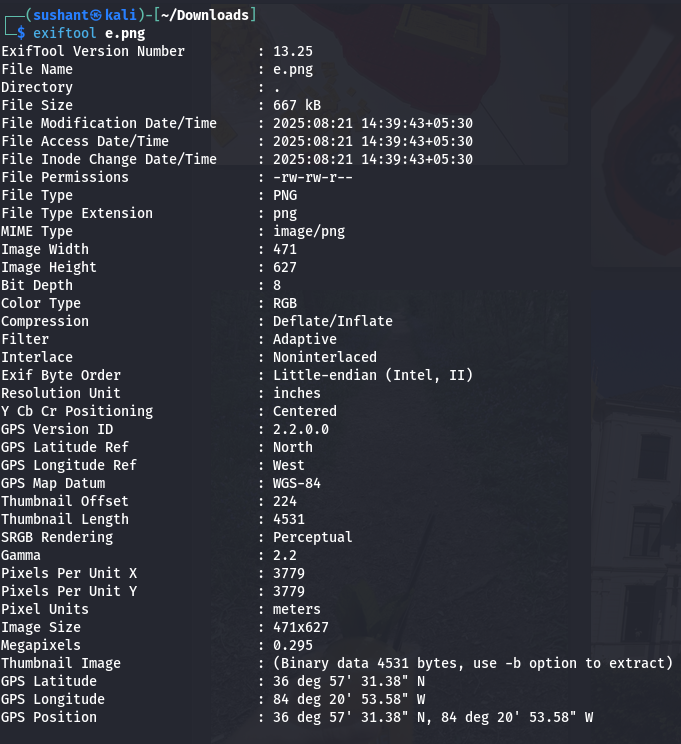 ┌──(sushant㉿kali)-[~/Downloads]
└─$ exiftool e.png
ExifTool Version Number         : 13.25
File Name                       : e.png
Directory                       : .
File Size                       : 667 kB
File Modification Date/Time     : 2025:08:21 14:39:43+05:30
File Access Date/Time           : 2025:08:21 14:39:43+05:30
File Inode Change Date/Time     : 2025:08:21 14:39:43+05:30
File Permissions                : -rw-rw-r--
File Type                       : PNG
File Type Extension             : png
MIME Type                       : image/png
Image Width                     : 471
Image Height                    : 627
Bit Depth                       : 8
Color Type                      : RGB
Compression                     : Deflate/Inflate
Filter                          : Adaptive
Interlace                       : Noninterlaced
Exif Byte Order                 : Little-endian (Intel, II)
Resolution Unit                 : inches
Y Cb Cr Positioning             : Centered
GPS Version ID                  : 2.2.0.0
GPS Latitude Ref                : North
GPS Longitude Ref               : West
GPS Map Datum                   : WGS-84
Thumbnail Offset                : 224
Thumbnail Length                : 4531
SRGB Rendering                  : Perceptual
Gamma                           : 2.2
Pixels Per Unit X               : 3779
Pixels Per Unit Y               : 3779
Pixel Units                     : meters
Image Size                      : 471x627
Megapixels                      : 0.295
Thumbnail Image                 : (Binary data 4531 bytes, use -b option to extract)
GPS Latitude                    : 36 deg 57' 31.38" N
GPS Longitude                   : 84 deg 20' 53.58" W
GPS Position                    : 36 deg 57' 31.38" N, 84 deg 20' 53.58" W